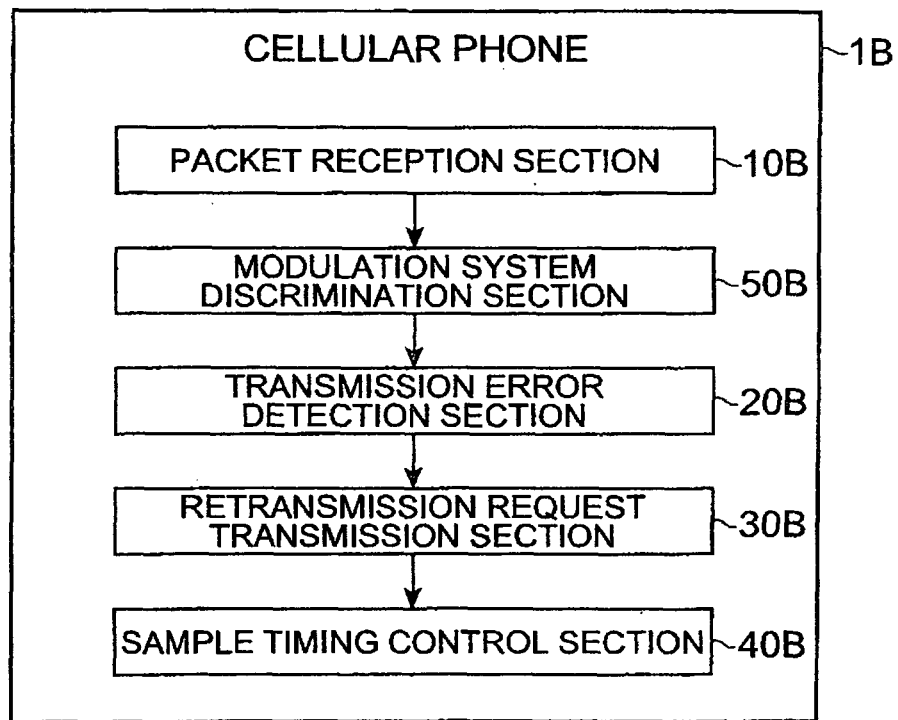 CELLULAR PHONE
1B
PACKET RECEPTION SECTION
10B
MODULATION SYSTEM
DISCRIMINATION SECTION
50B
TRANSMISSION ERROR
DETECTION SECTION
20B
RETRANSMISSION REQUEST
TRANSMISSION SECTION
30B
SAMPLE TIMING CONTROL SECTION
40B